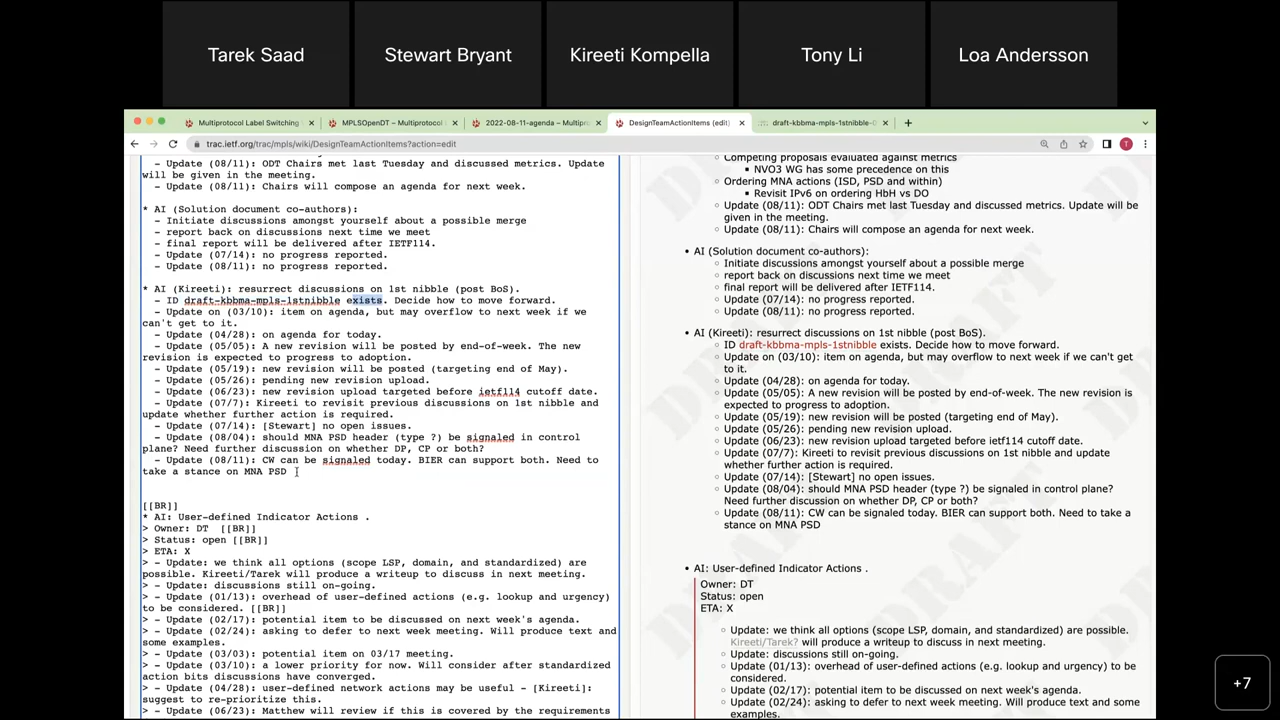 Tarek Saad
Stewart Bryant
Kireeti Kompella
Tony Li
Loa Andersson
Multiprotocol Label Switching
MPLSOpenDT – Multiprotocol
2022-08-11-agenda – Multipro
DesignTeamActionItems (edit)
draft-kbbma-mpls-1stnibble-0
trac.ietf.org/trac/mpls/wiki/DesignTeamActionItems?action=edit
T
- Update (08/11): ODT Chairs met last Tuesday and discussed metrics. Update
will be given in the meeting.
- Update (08/11): Chairs will compose an agenda for next week.
* AI (Solution document co-authors):
- Initiate discussions amongst yourself about a possible merge
- report back on discussions next time we meet
- final report will be delivered after IETF114.
- Update (07/14): no progress reported.
- Update (08/11): no progress reported.
* AI (Kireeti): resurrect discussions on 1st nibble (post BoS).
- ID draft-kbbma-mpls-1stnibble exists. Decide how to move forward.
- Update on (03/10): item on agenda, but may overflow to next week if we
can't get to it.
- Update (04/28): on agenda for today.
- Update (05/05): A new revision will be posted by end-of-week. The new
revision is expected to progress to adoption.
- Update (05/19): new revision will be posted (targeting end of May).
- Update (05/26): pending new revision upload.
- Update (06/23): new revision upload targeted before ietf114 cutoff date.
- Update (07/7): Kireeti to revisit previous discussions on 1st nibble and
update whether further action is required.
- Update (07/14): [Stewart] no open issues.
- Update (08/04): should MNA PSD header (type ?) be signaled in control
plane? Need further discussion on whether DP, CP or both?
- Update (08/11): CW can be signaled today. BIER can support both. Need to
take a stance on MNA PSD
[[BR]]
* AI: User-defined Indicator Actions .
> Owner: DT [[BR]]
> Status: open [[BR]]
> ETA: X
> - Update: we think all options (scope LSP, domain, and standardized) are
possible. Kireeti/Tarek will produce a writeup to discuss in next meeting.
> - Update: discussions still on-going.
> - Update (01/13): overhead of user-defined actions (e.g. lookup and urgency)
to be considered. [[BR]]
> - Update (02/17): potential item to be discussed on next week's agenda.
> - Update (02/24): asking to defer to next week meeting. Will produce text and
some examples.
> - Update (03/03): potential item on 03/17 meeting.
> - Update (03/10): a lower priority for now. Will consider after standardized
action bits discussions have converged.
> - Update (04/28): user-defined network actions may be useful - [Kireeti]:
suggest to re-prioritize this.
> - Update (06/23): Matthew will review if this is covered by the requirements
Competing proposals evaluated against metrics
NVO3 WG has some precedence on this
Ordering MNA actions (ISD, PSD and within)
Revisit IPv6 on ordering HbH vs DO
Update (08/11): ODT Chairs met last Tuesday and discussed metrics. Update will be
given in the meeting.
Update (08/11): Chairs will compose an agenda for next week.
AI (Solution document co-authors):
Initiate discussions amongst yourself about a possible merge
report back on discussions next time we meet
final report will be delivered after IETF114.
Update (07/14): no progress reported.
Update (08/11): no progress reported.
AI (Kireeti): resurrect discussions on 1st nibble (post BoS).
ID draft-kbbma-mpls-1stnibble exists. Decide how to move forward.
Update on (03/10): item on agenda, but may overflow to next week if we can't get
to it.
Update (04/28): on agenda for today.
Update (05/05): A new revision will be posted by end-of-week. The new revision is
expected to progress to adoption.
Update (05/19): new revision will be posted (targeting end of May).
Update (05/26): pending new revision upload.
Update (06/23): new revision upload targeted before ietf114 cutoff date.
Update (07/7): Kireeti to revisit previous discussions on 1st nibble and update
whether further action is required.
Update (07/14): [Stewart] no open issues.
Update (08/04): should MNA PSD header (type ?) be signaled in control plane?
Need further discussion on whether DP, CP or both?
Update (08/11): CW can be signaled today. BIER can support both. Need to take a
stance on MNA PSD
AI: User-defined Indicator Actions .
Owner: DT
Status: open
ETA: X
Update: we think all options (scope LSP, domain, and standardized) are possible.
Kireeti/Tarek? will produce a writeup to discuss in next meeting.
Update: discussions still on-going.
Update (01/13): overhead of user-defined actions (e.g. lookup and urgency) to be
considered.
Update (02/17): potential item to be discussed on next week's agenda.
Update (02/24): asking to defer to next week meeting. Will produce text and some
examples.
DRAFT
+7